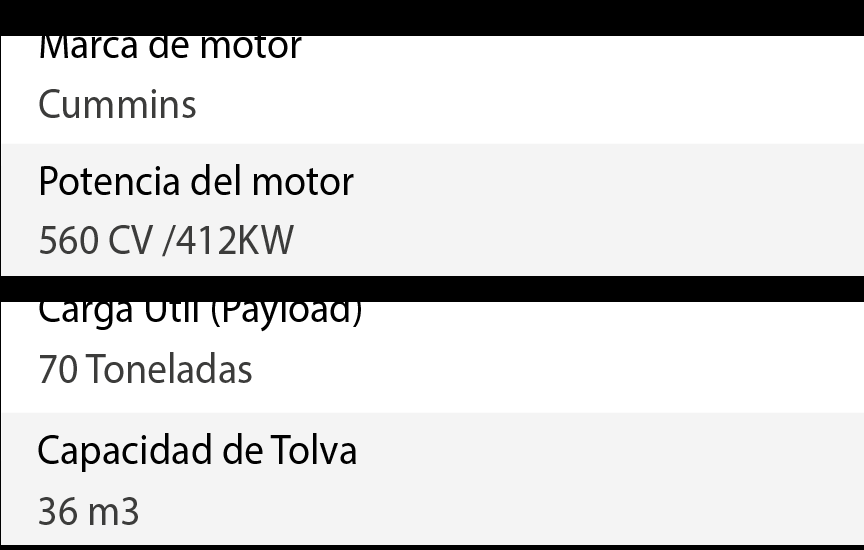 Marca de motor
Cummins
Potencia del motor
560 CV /412KW
Carga Util (Payload)
70 Toneladas
Capacidad de Tolva
36 m3